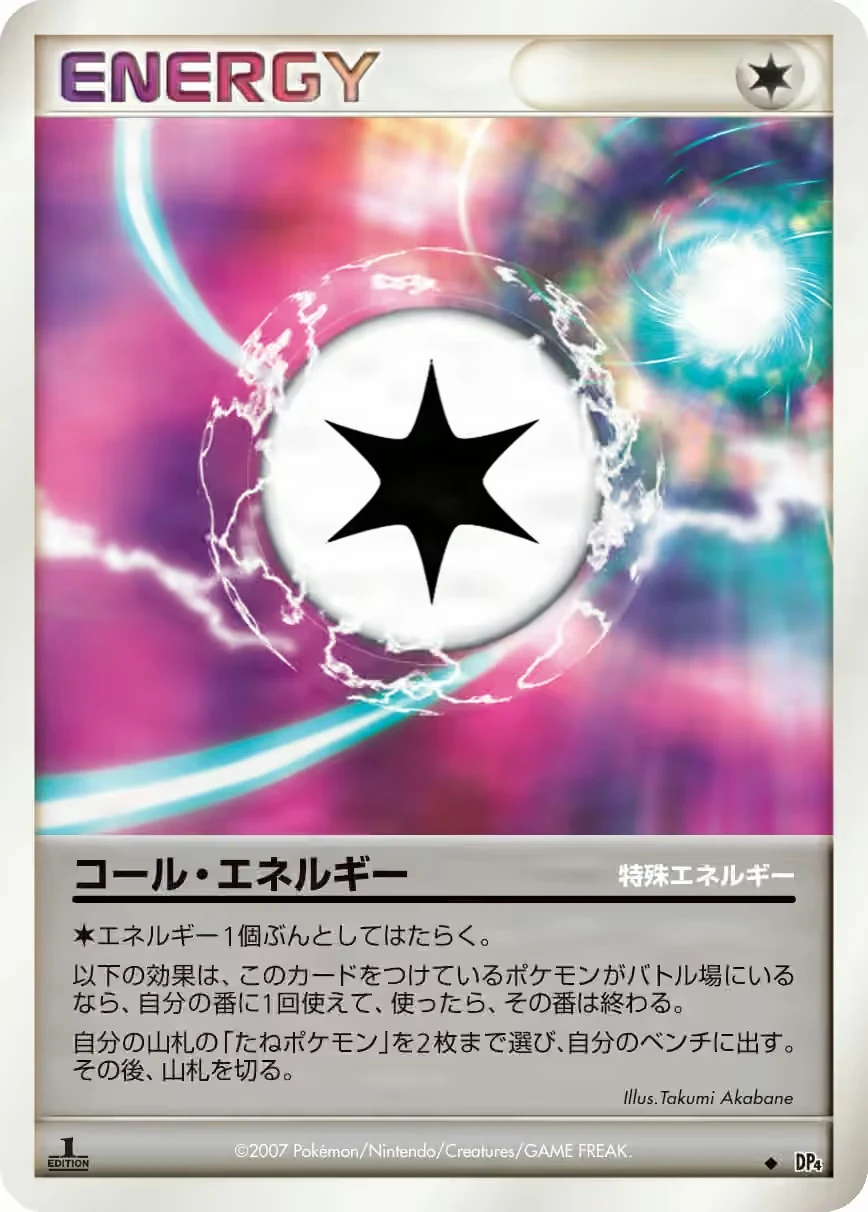 ENERGY
コール・エネルギー
特殊エネルギー
✶エネルギー1個ぶんとしてはたらく。
以下の効果は、このカードをつけているポケモンがバトル場にいる
なら、自分の番に1回使えて、使ったら、その番は終わる。
自分の山札の「たねポケモン」を2枚まで選び、自分のベンチに出す。
その後、山札を切る。
Illus.Takumi Akabane
1
EDITION
©2007 Pokémon/Nintendo/Creatures/GAME FREAK.
◆ DP4